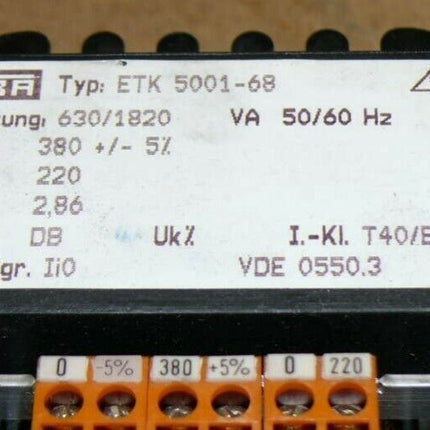 BA Typ: ETK 5001-68
tung: 630/1820 VA 50/60 Hz
380 +/- 5%
220
2,86
DB Uk% I.-Kl. T40/E
gr. Ii0 VDE 0550.3
0 -5% 380 +5% 0 220